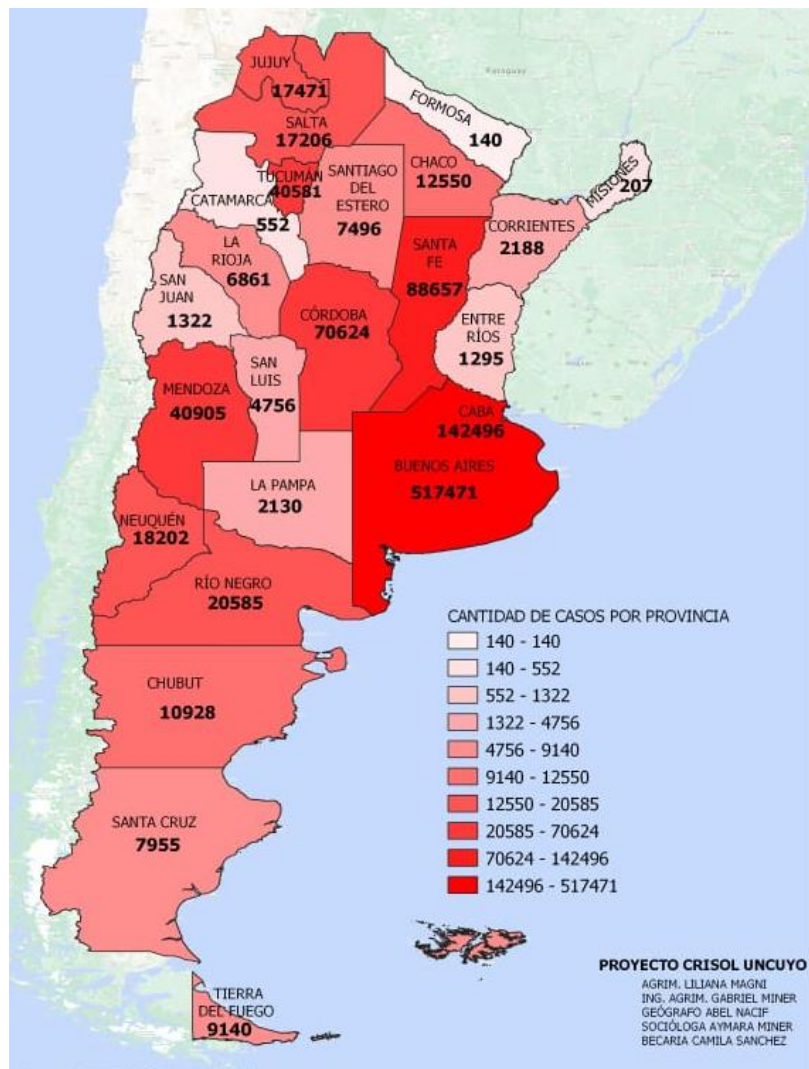 JUJUY
17471
SALTA
17206
Paraguay
FORMOSA
140
CHACO
12550
MISIONES
207
TUCUMÁN
40581
SANTIAGO
DEL
ESTERO
7496
CATAMARCA
552
CORRIENTES
2188
LA
RIOJA
6861
SANTA
FE
88657
SAN
JUAN
1322
CÓRDOBA
70624
ENTRE
RÍOS
1295
SAN
LUIS
4756
MENDOZA
40905
CABA
142496
BUENOS AIRES
517471
LA PAMPA
2130
NEUQUÉN
18202
RÍO NEGRO
20585
CHUBUT
10928
SANTA CRUZ
7955
TIERRA
DEL FUEGO
9140
CANTIDAD DE CASOS POR PROVINCIA
140 - 140
140 - 552
552 - 1322
1322 - 4756
4756 - 9140
9140 - 12550
12550 - 20585
20585 - 70624
70624 - 142496
142496 - 517471
PROYECTO CRISOL UNCUYO
AGRIM. LILIANA MAGNI
ING. AGRIM. GABRIEL MINER
GEÓGRAFO ABEL NACIF
SOCIÓLOGA AYMARA MINER
BECARIA CAMILA SANCHEZ